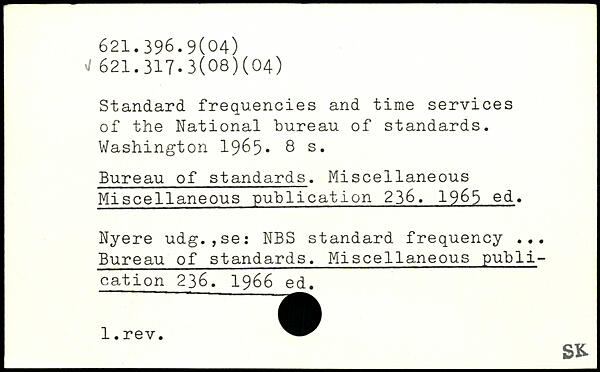 621.396.9(04)
√ 621.317.3(08)(04)
Standard frequencies and time services
of the National bureau of standards.
Washington 1965. 8 s.
Bureau of standards. Miscellaneous
Miscellaneous publication 236. 1965 ed.
Nyere udg.,se: NBS standard frequency ...
Bureau of standards. Miscellaneous publi-
cation 236. 1966 ed.
1.rev.
SK